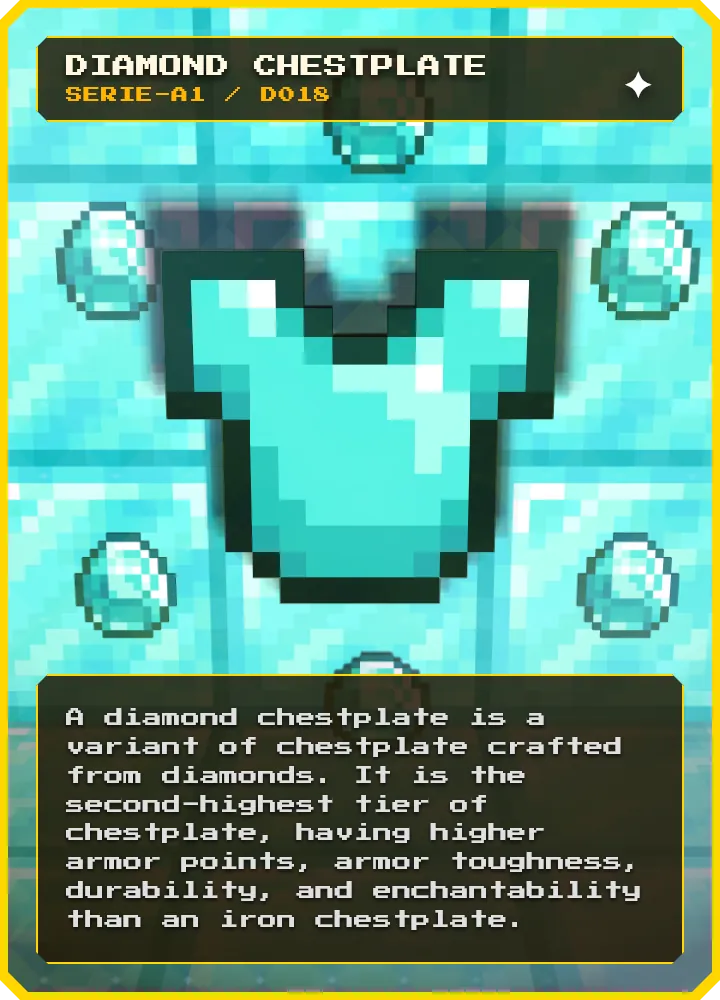 DIAMOND CHESTPLATE
SERIE-A1 / D018
A diamond chestplate is a
variant of chestplate crafted
from diamonds. It is the
second-highest tier of
chestplate, having higher
armor points, armor toughness,
durability, and enchantability
than an iron chestplate.